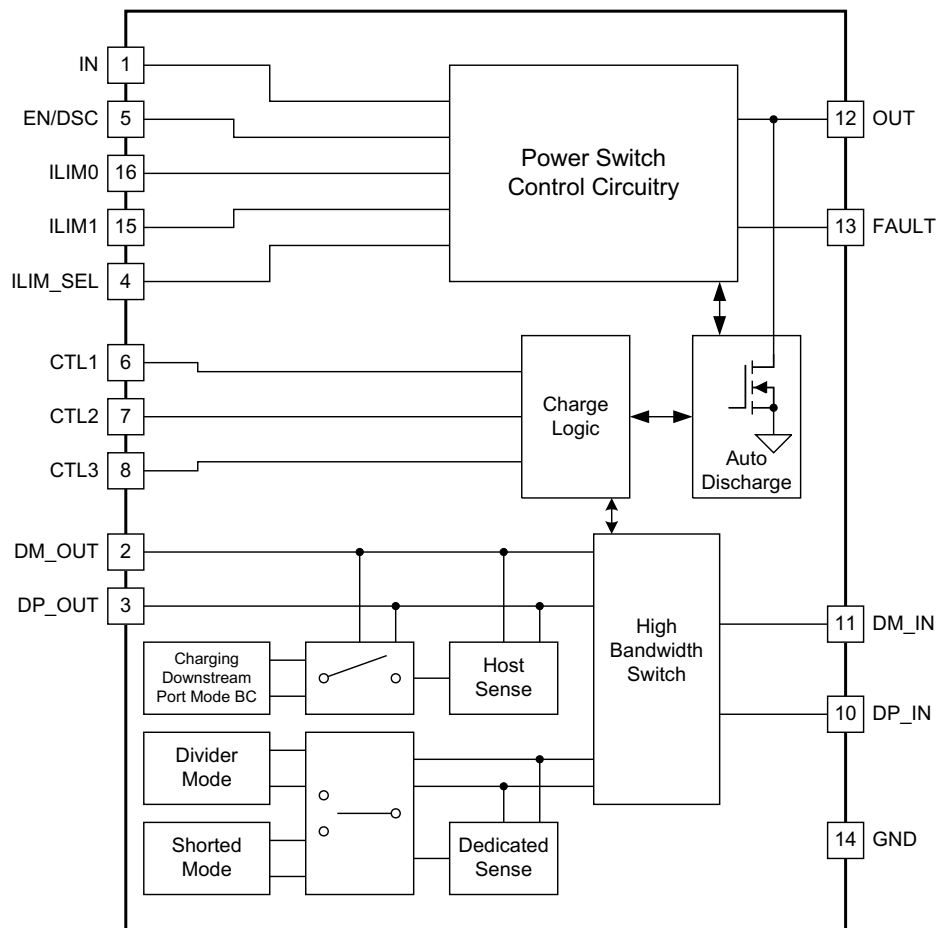 IN 1
EN/DSC 5
ILIM0 16
ILIM1 15
ILIM_SEL 4
Power Switch
Control Circuitry
12 OUT
13 FAULT
CTL1 6
CTL2 7
CTL3 8
Charge
Logic
Auto
Discharge
DM_OUT 2
DP_OUT 3
Charging
Downstream
Port Mode BC
Host
Sense
High
Bandwidth
Switch
11 DM_IN
10 DP_IN
Divider
Mode
Shorted
Mode
Dedicated
Sense
14 GND